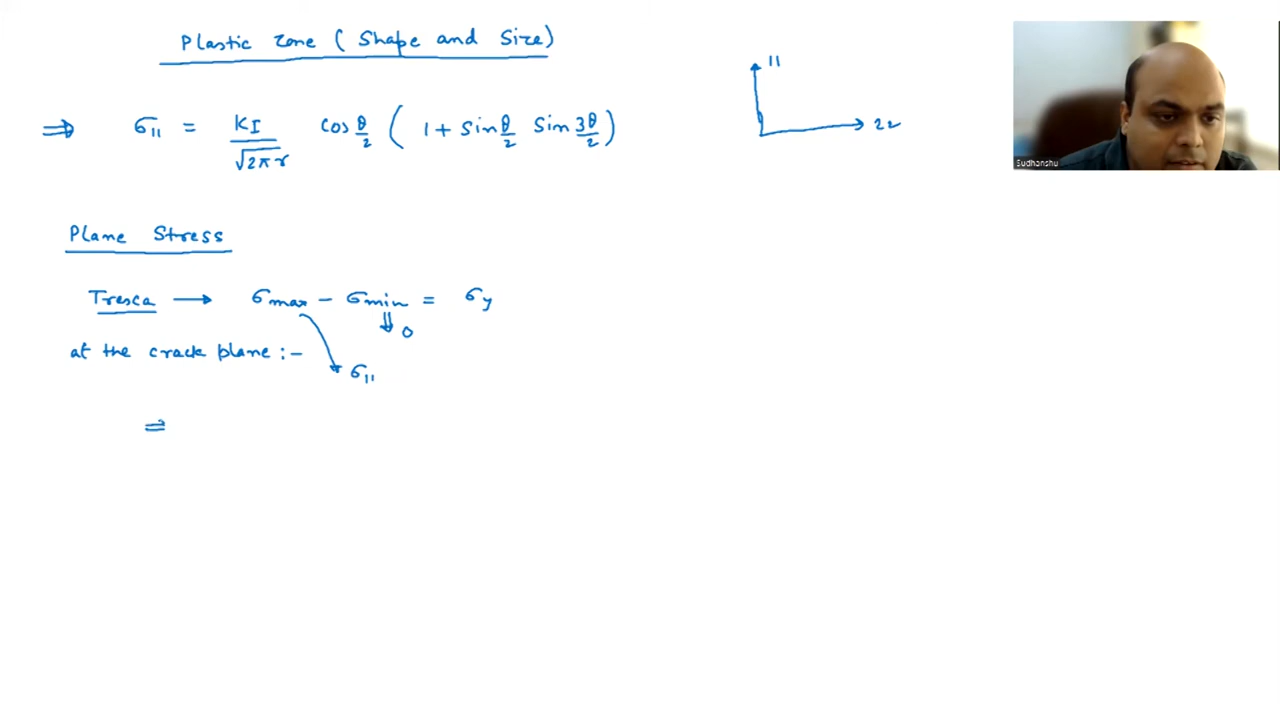 Plastic Zone ( Shape and Size)
⇒ σ11 = KI/√2πr cos θ/2 ( 1 + sin θ/2 sin 3θ/2 )
11
22
Sudhanshu
Plane Stress
Tresca → σmax - σmin = σy
⇓ 0
at the crack plane :-
σ11
⇒